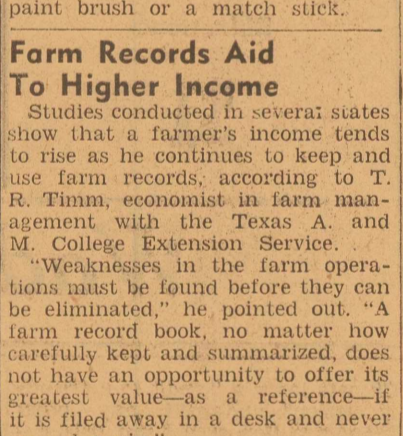 paint brush or a match stick.
Farm Records Aid
To Higher Income
Studies conducted in several states
show that a farmer's income tends
to rise as he continues to keep and
use farm records, according to T.
R. Timm, economist in farm man-
agement with the Texas A. and
M. College Extension Service.
"Weaknesses in the farm opera-
tions must be found before they can
be eliminated," he pointed out. "A
farm record book, no matter how
carefully kept and summarized, does
not have an opportunity to offer its
greatest value—as a reference—if
it is filed away in a desk and never